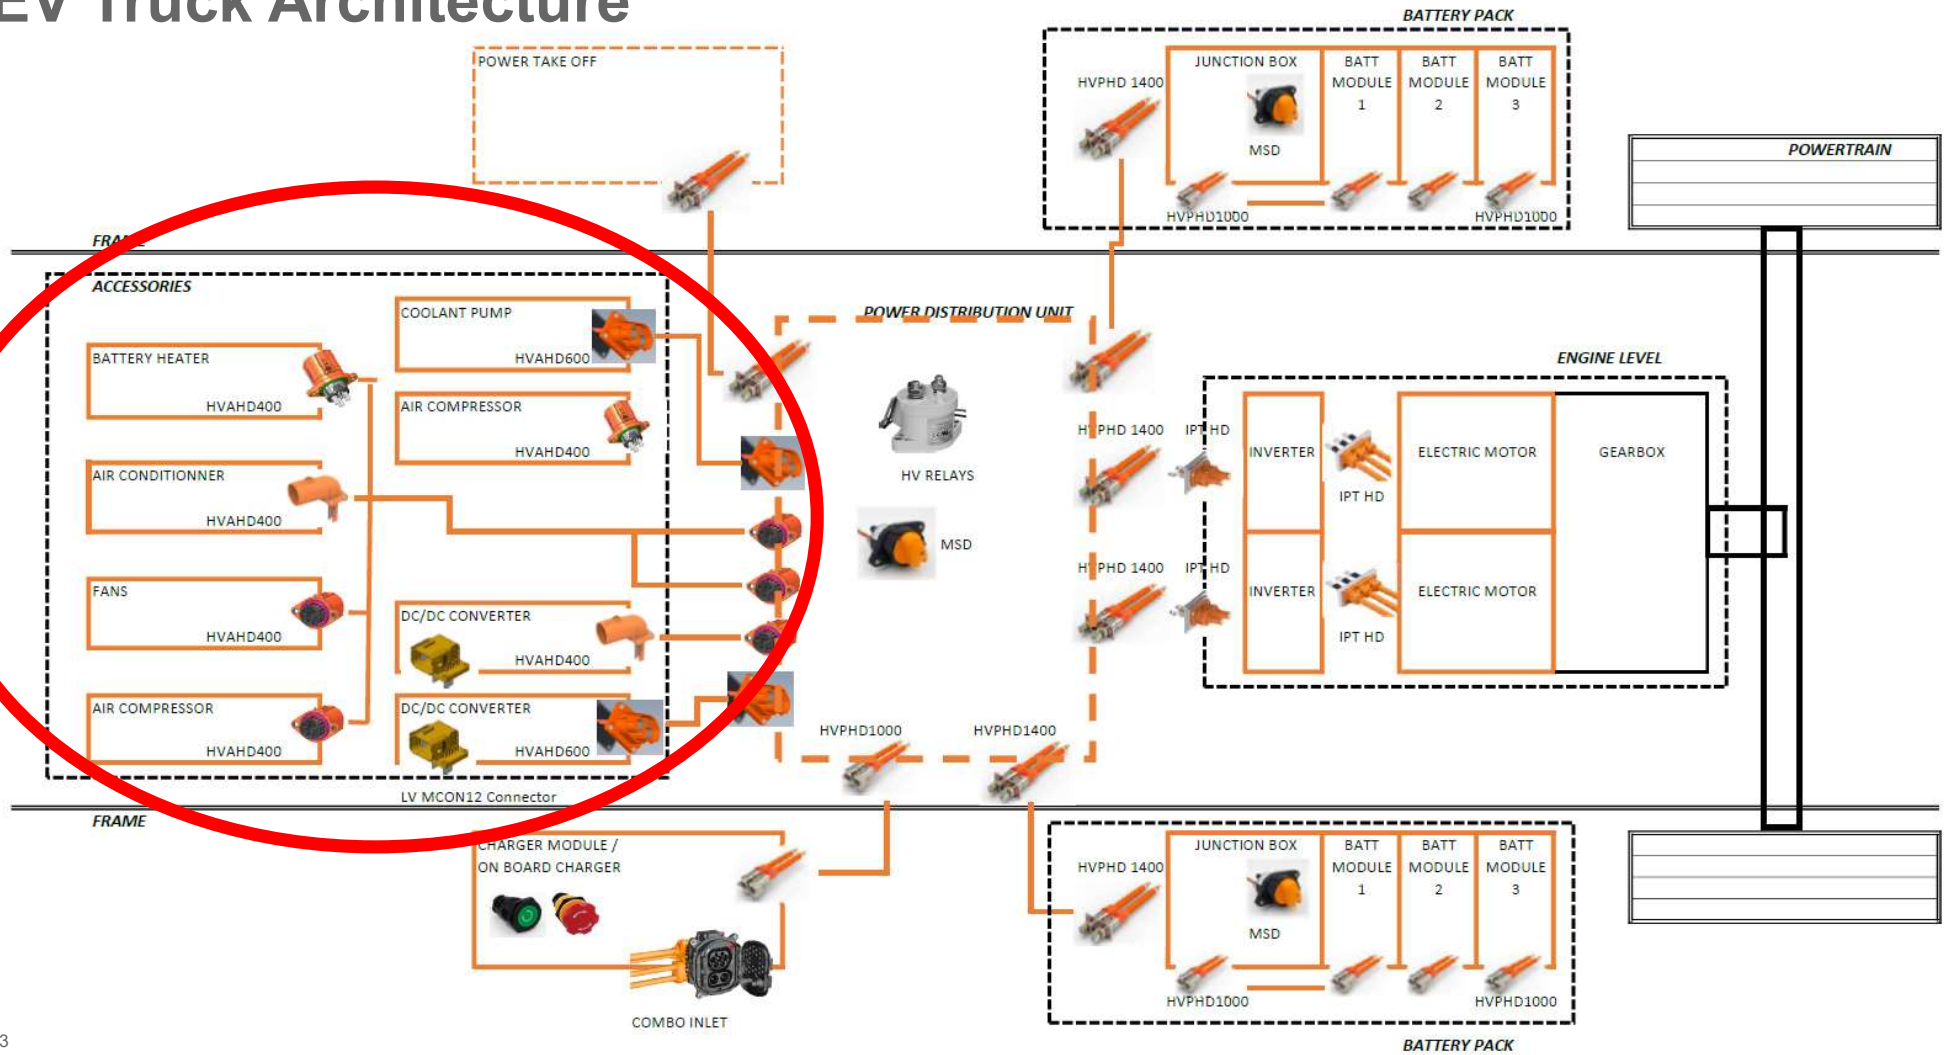 EV Truck Architecture
BATTERY PACK
POWER TAKE OFF
HVPHD 1400
JUNCTION BOX
MSD
BATT
MODULE
1
BATT
MODULE
2
BATT
MODULE
3
HVPHD1000
HVPHD1000
POWERTRAIN
FRAME
ACCESSORIES
BATTERY HEATER
HVAHD400
COOLANT PUMP
HVAHD600
AIR COMPRESSOR
HVAHD400
AIR CONDITIONNER
HVAHD400
FANS
HVAHD400
DC/DC CONVERTER
HVAHD400
AIR COMPRESSOR
HVAHD400
DC/DC CONVERTER
HVAHD600
LV MCON12 Connector
POWER DISTRIBUTION UNIT
HV RELAYS
MSD
HVPHD1000
HVPHD1400
HVPHD 1400
IPT HD
HVPHD 1400
IPT HD
ENGINE LEVEL
INVERTER
IPT HD
ELECTRIC MOTOR
GEARBOX
INVERTER
IPT HD
ELECTRIC MOTOR
FRAME
CHARGER MODULE /
ON BOARD CHARGER
COMBO INLET
HVPHD 1400
JUNCTION BOX
MSD
BATT
MODULE
1
BATT
MODULE
2
BATT
MODULE
3
HVPHD1000
HVPHD1000
BATTERY PACK
3